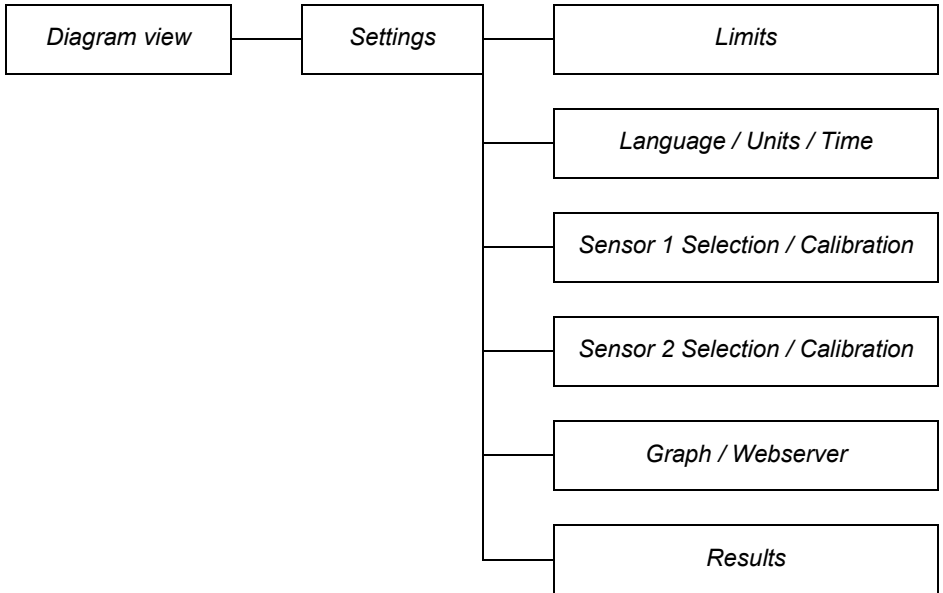 Diagram view
Settings
Limits
Language / Units / Time
Sensor 1 Selection / Calibration
Sensor 2 Selection / Calibration
Graph / Webserver
Results